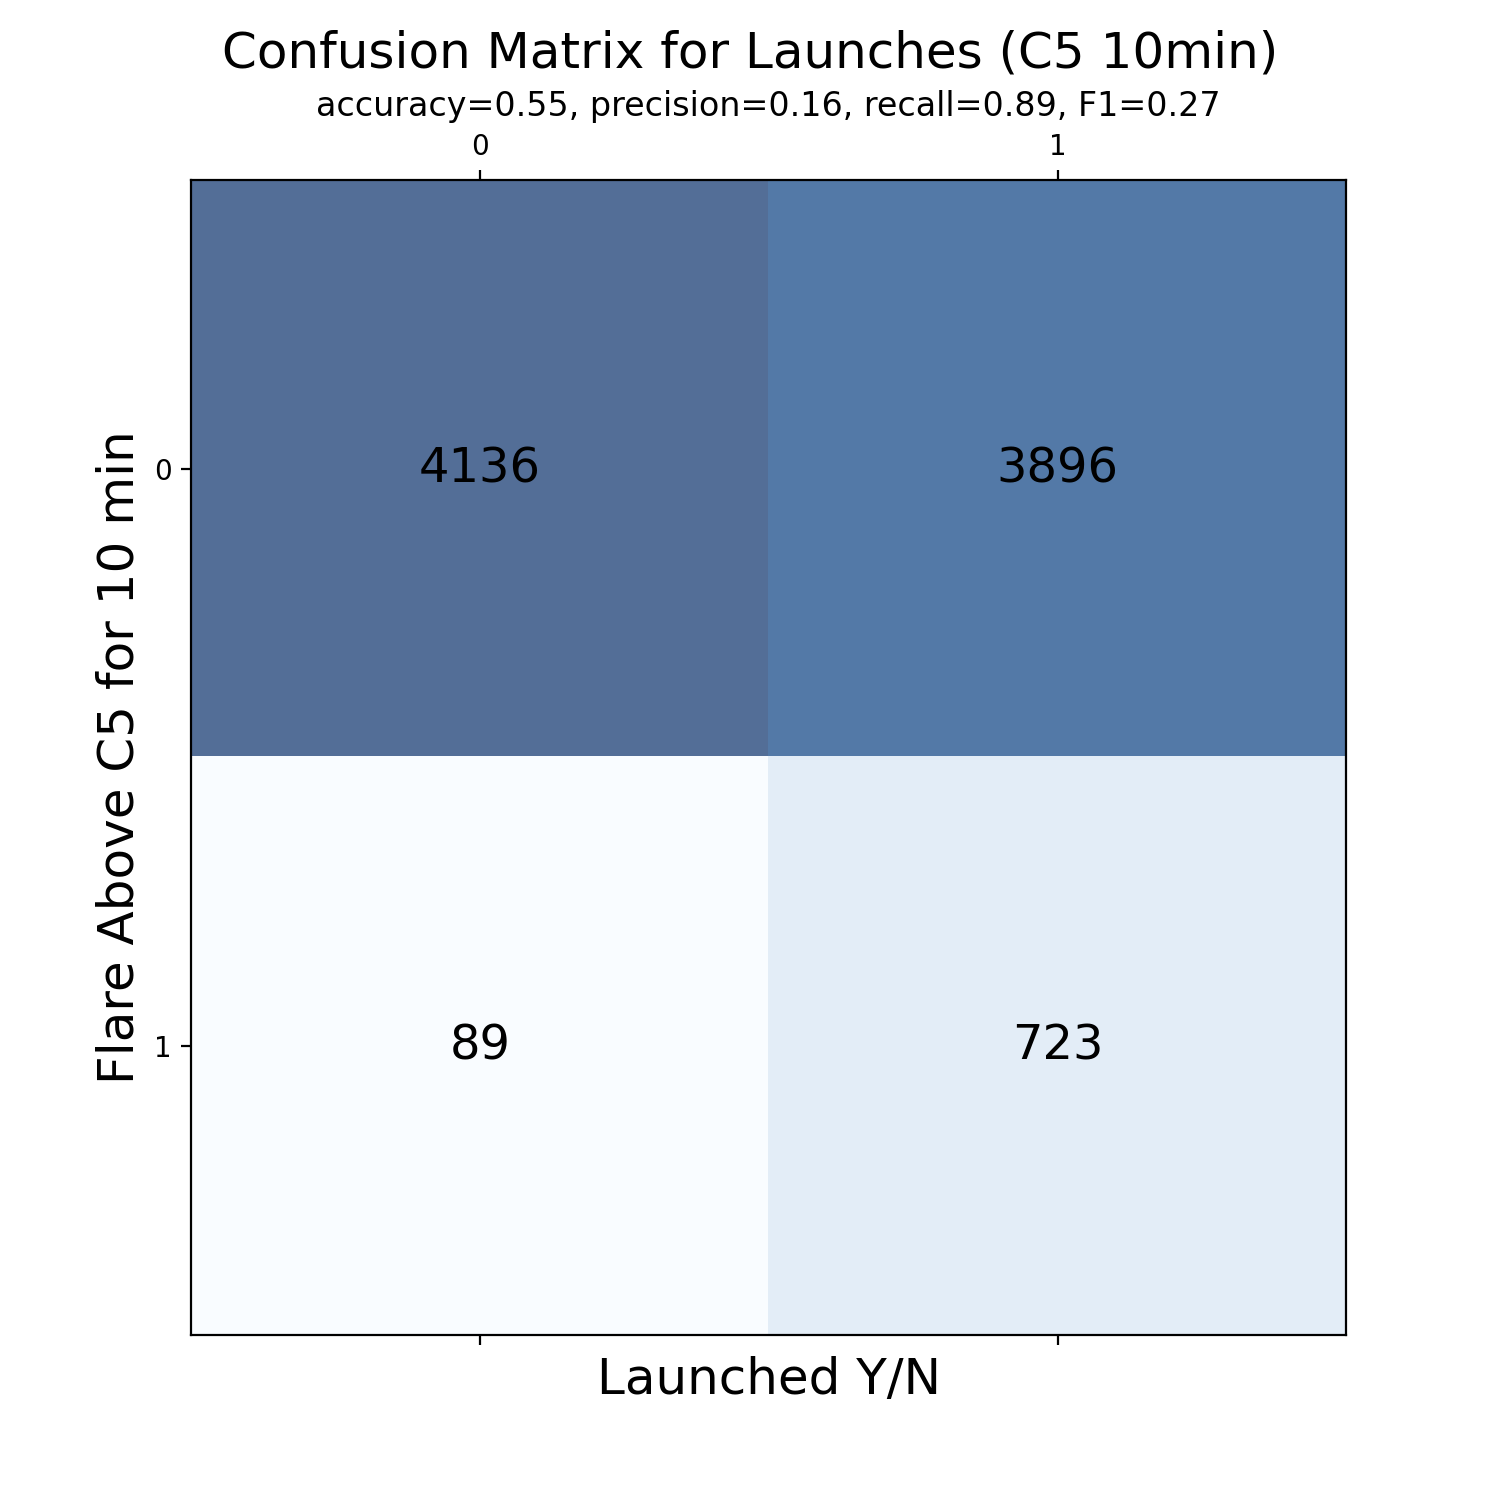 Confusion Matrix for Launches (C5 10min)
accuracy=0.55, precision=0.16, recall=0.89, F1=0.27
0 1
Flare Above C5 for 10 min
0
4136 3896
1
89 723
Launched Y/N